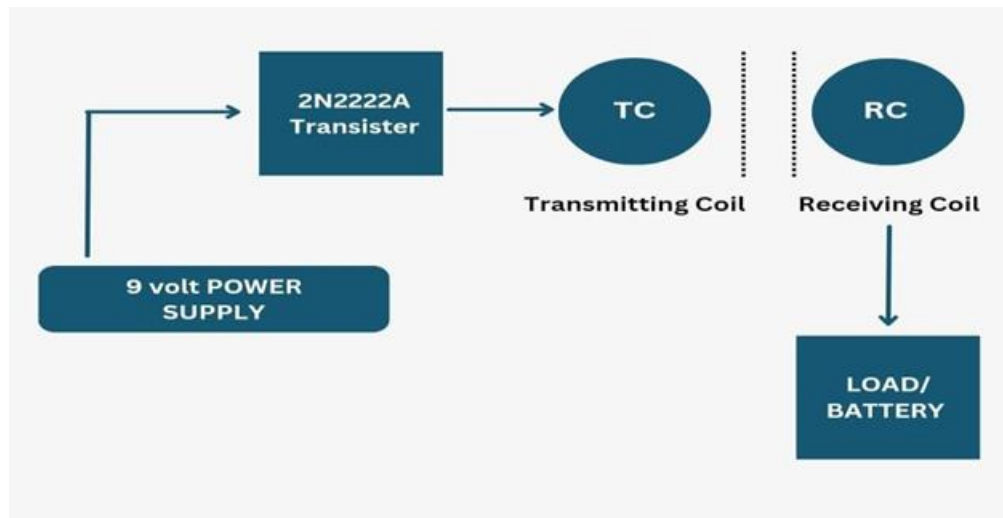 2N2222A
Transister
TC
RC
Transmitting Coil
Receiving Coil
9 volt POWER
SUPPLY
LOAD/
BATTERY